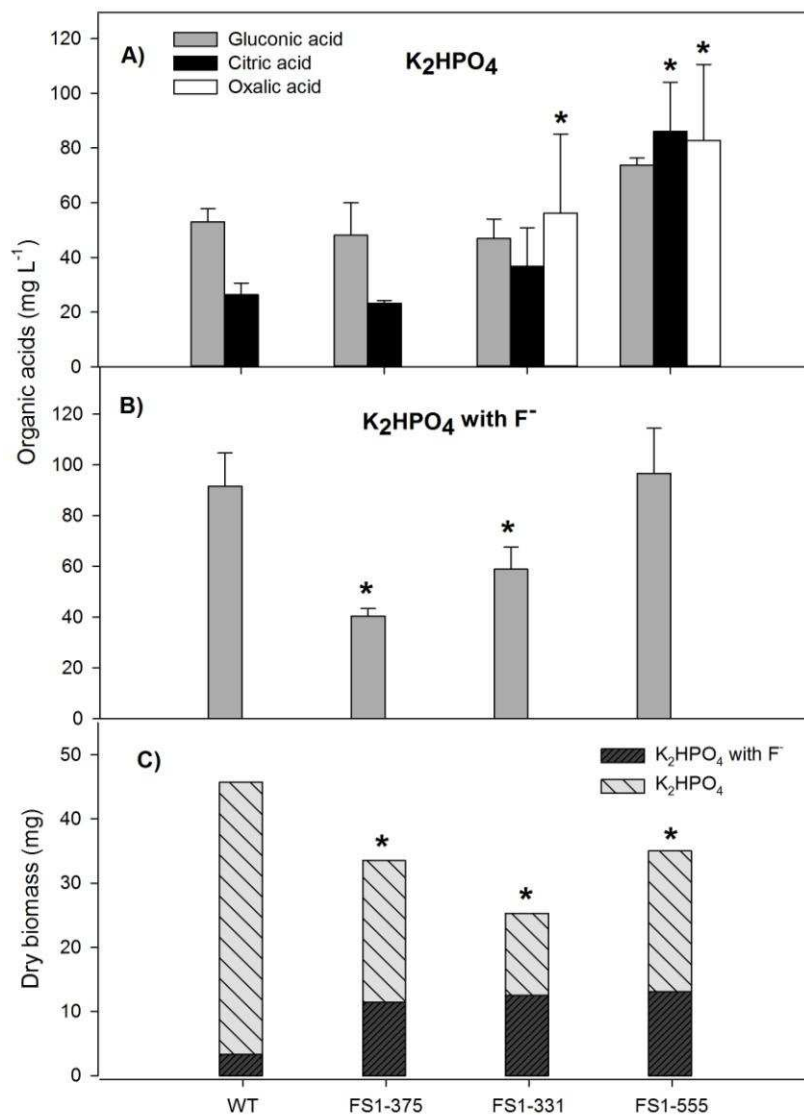 A)
K₂HPO₄
Gluconic acid
Citric acid
Oxalic acid
*
*
*
120
100
80
60
40
20
0
Organic acids (mg L⁻¹)
B)
K₂HPO₄ with F⁻
*
*
120
100
80
60
40
20
0
C)
K₂HPO₄ with F⁻
K₂HPO₄
*
*
*
50
40
30
20
10
0
Dry biomass (mg)
WT FS1-375 FS1-331 FS1-555